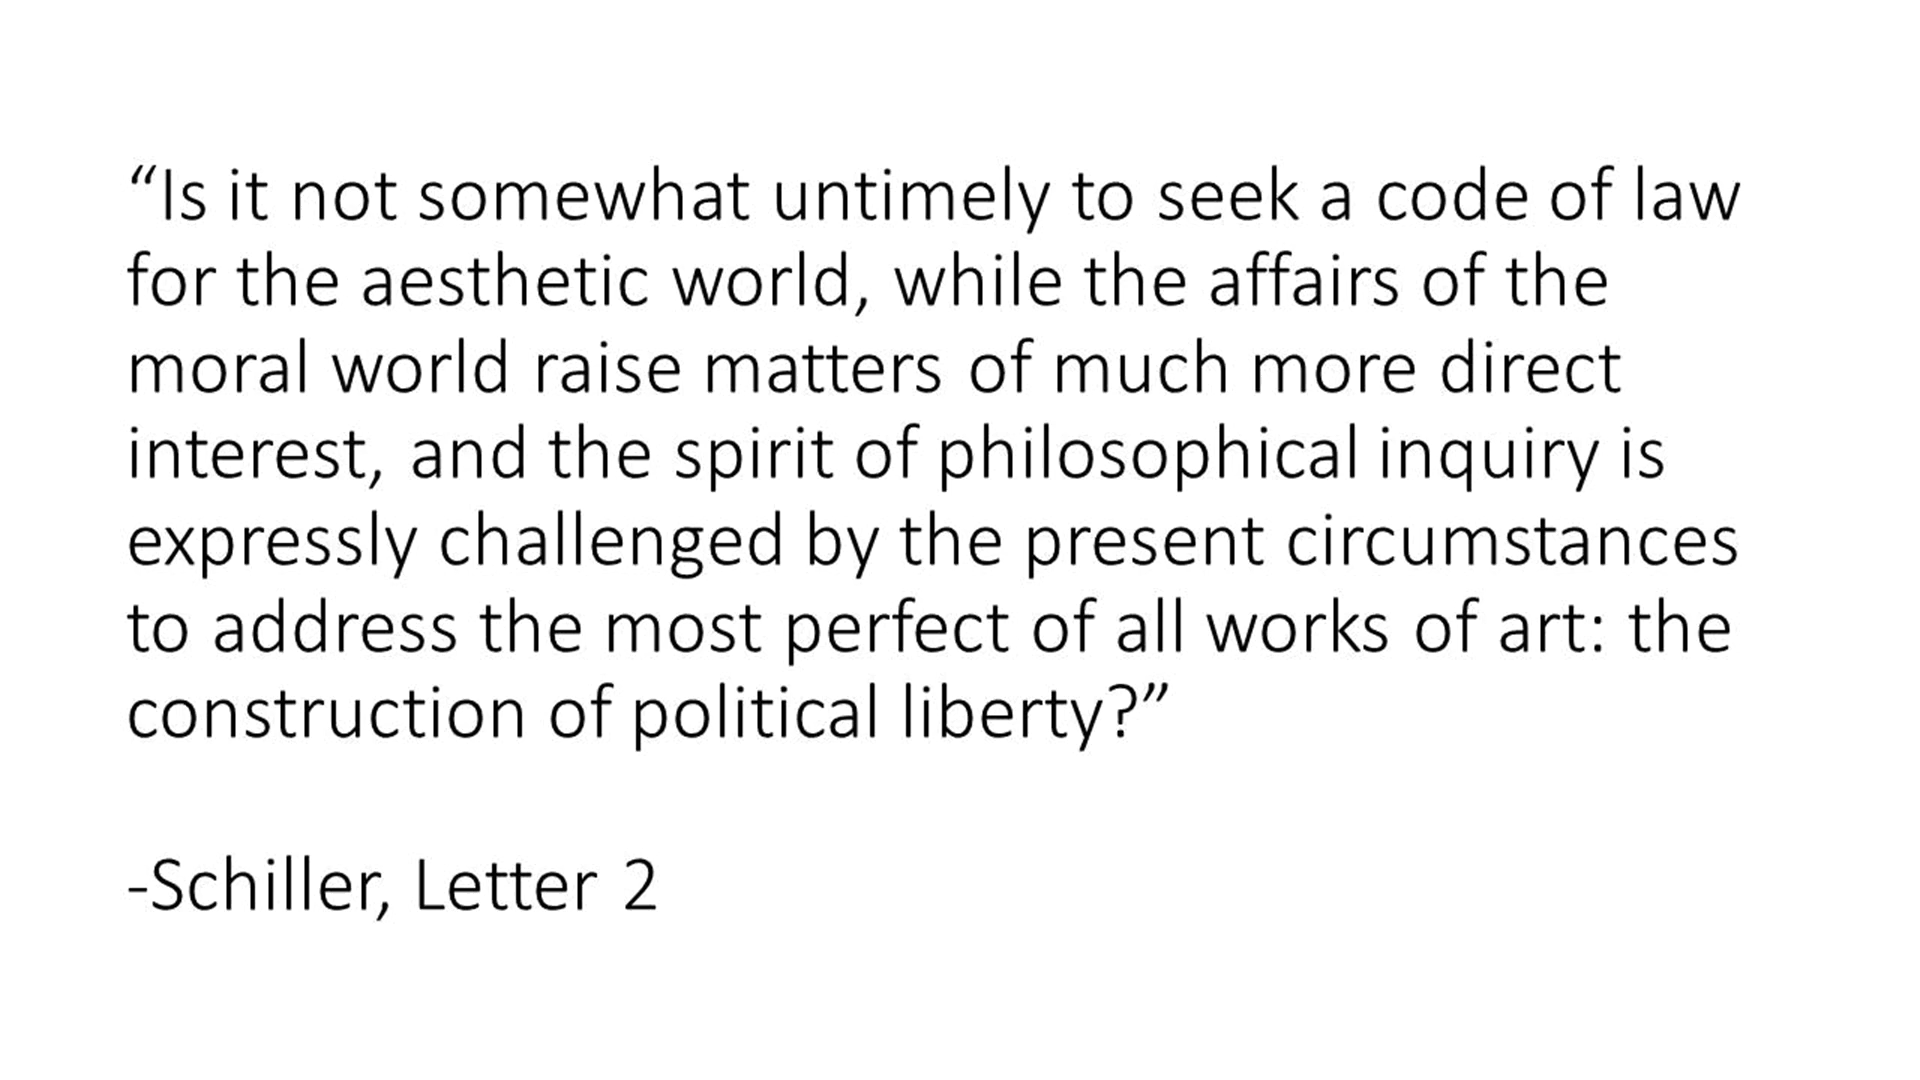 “Is it not somewhat untimely to seek a code of law
for the aesthetic world, while the affairs of the
moral world raise matters of much more direct
interest, and the spirit of philosophical inquiry is
expressly challenged by the present circumstances
to address the most perfect of all works of art: the
construction of political liberty?”
-Schiller, Letter 2